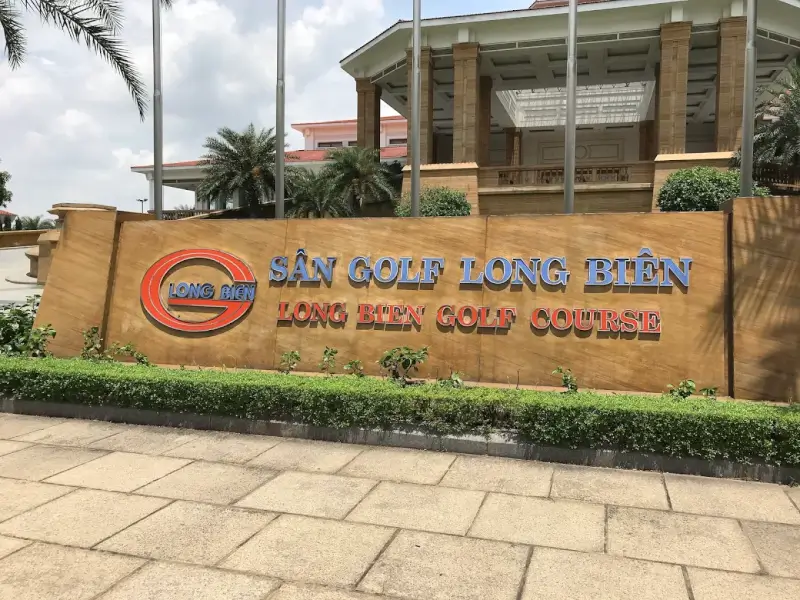 LONG BIEN
SÂN GOLF LONG BIÊN
LONG BIEN GOLF COURSE